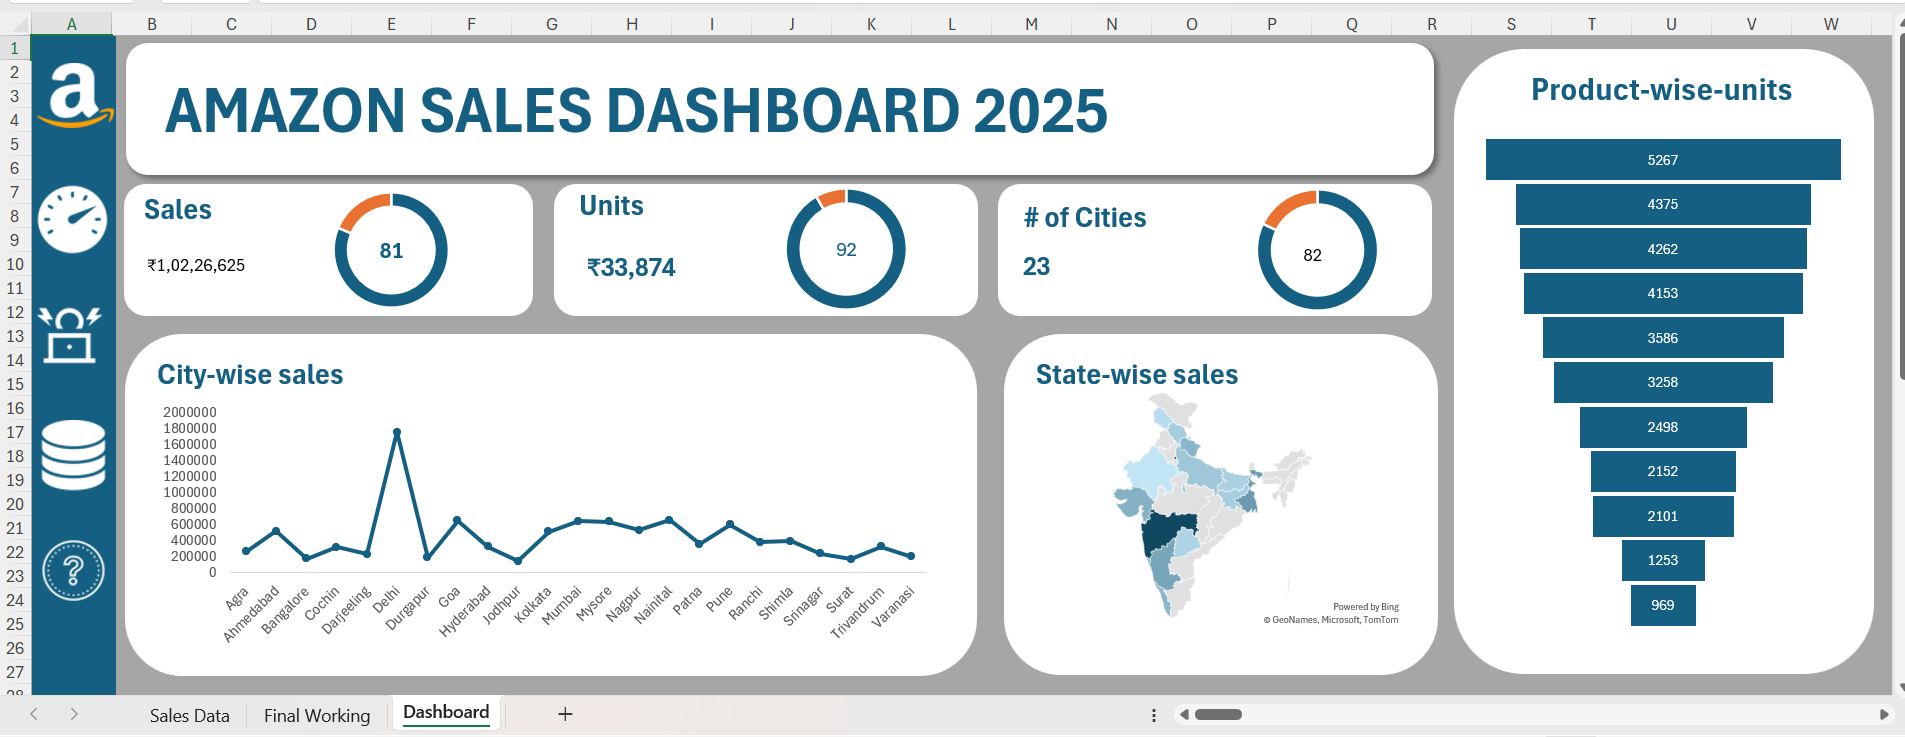 A B C D E F G H I J K L M N O P Q R S T U V W
1
2
3
4
5
6
7
8
9
10
11
12
13
14
15
16
17
18
19
20
21
22
23
24
25
26
27
28
a
?
AMAZON SALES DASHBOARD 2025
Sales
₹1,02,26,625
81
Units
₹33,874
92
# of Cities
23
82
City-wise sales
2000000
1800000
1600000
1400000
1200000
1000000
800000
600000
400000
200000
0
Agra
Ahmedabad
Bangalore
Cochin
Darjeeling
Delhi
Durgapur
Goa
Hyderabad
Jodhpur
Kolkata
Mumbai
Mysore
Nagpur
Nainital
Patna
Pune
Ranchi
Shimla
Srinagar
Surat
Trivandrum
Varanasi
State-wise sales
Powered by Bing
© GeoNames, Microsoft, TomTom
Product-wise-units
5267
4375
4262
4153
3586
3258
2498
2152
2101
1253
969
Sales Data Final Working Dashboard +